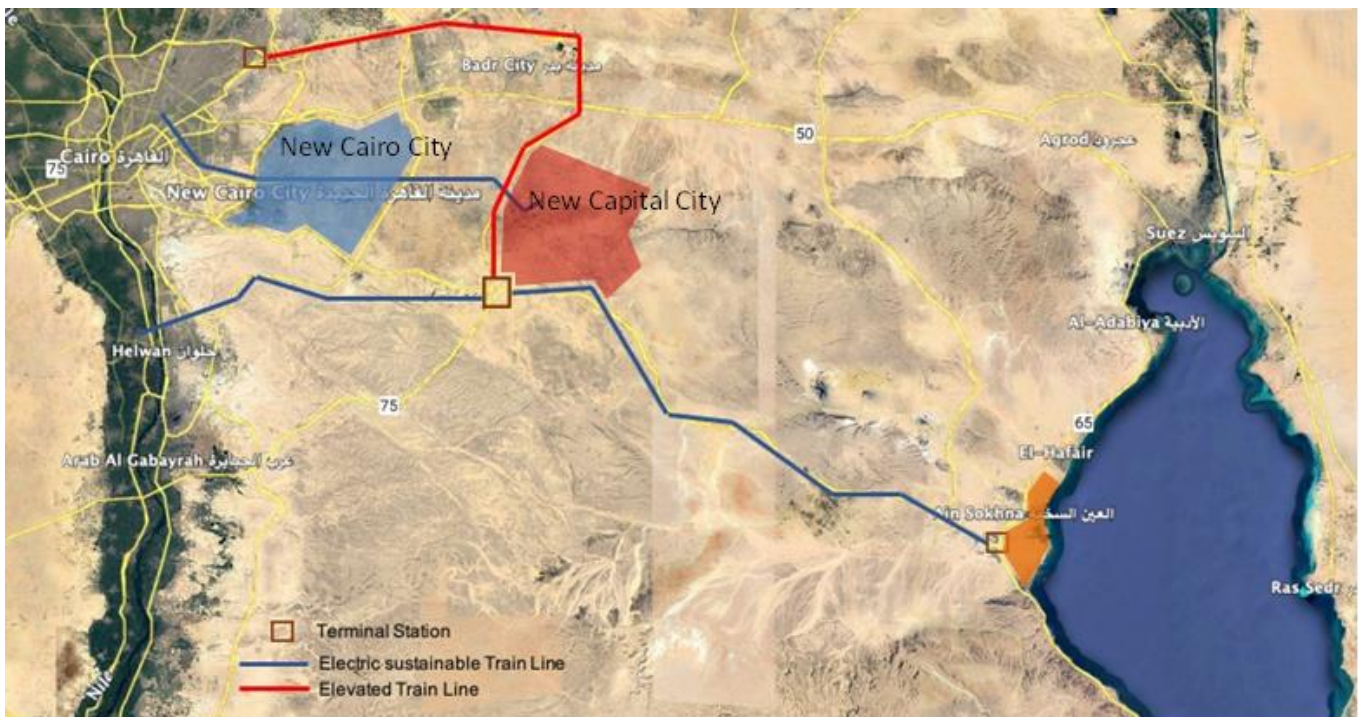 Badr City مدينة بدر
50
New Cairo City
Agrod عجرود
Cairo القاهرة
75
New Cairo City مدينة القاهرة الجديدة
New Capital City
Suez السويس
Al-Adabiya الأدبية
Helwan حلوان
75
65
El-Hafair
Arab Al Gabayrah عرب الجبايرة
Ain Sokhna العين السخنة
Ras Sedr
Terminal Station
Electric sustainable Train Line
Elevated Train Line
Nile